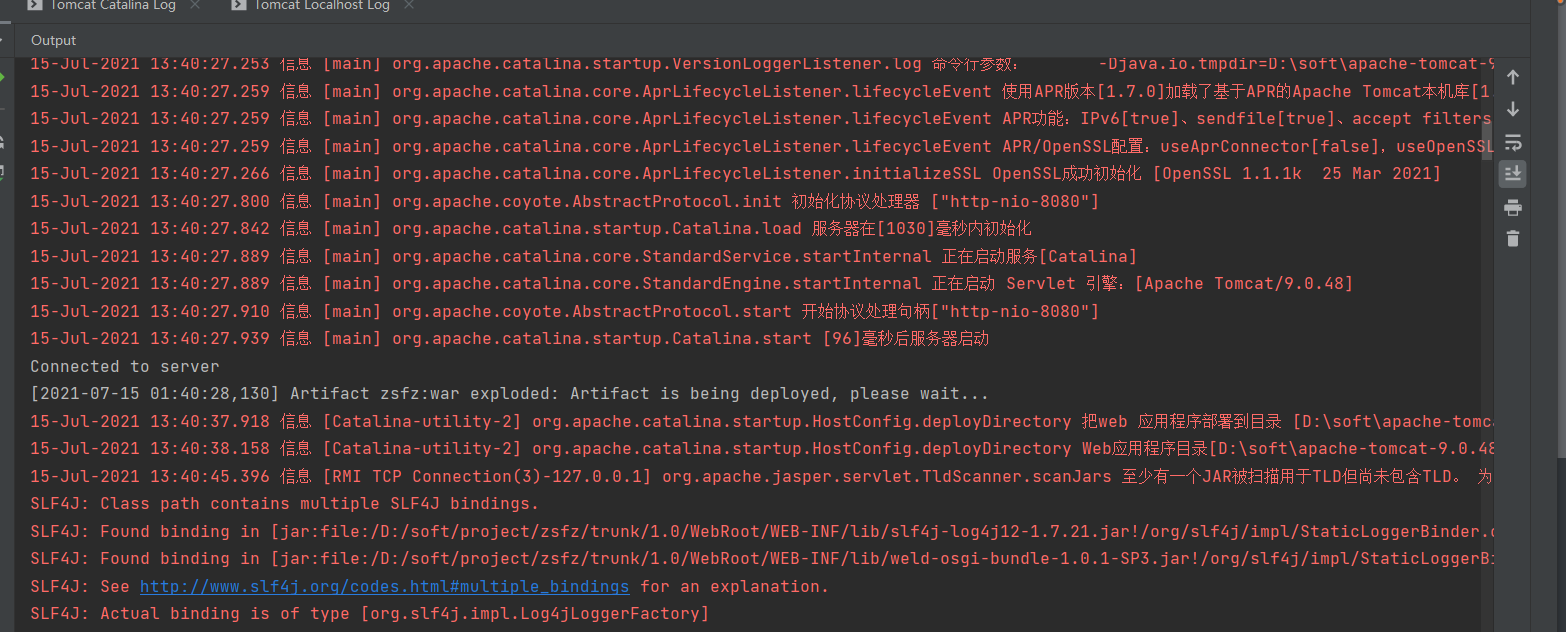 Tomcat Catalina Log
Tomcat Localhost Log
Output
15-Jul-2021 13:40:27.253 信息 [main] org.apache.catalina.startup.VersionLoggerListener.log 命令行参数: -Djava.io.tmpdir=D:\soft\apache-tomcat-9
15-Jul-2021 13:40:27.259 信息 [main] org.apache.catalina.core.AprLifecycleListener.lifecycleEvent 使用APR版本[1.7.0]加载了基于APR的Apache Tomcat本机库[1.
15-Jul-2021 13:40:27.259 信息 [main] org.apache.catalina.core.AprLifecycleListener.lifecycleEvent APR功能：IPv6[true]、sendfile[true]、accept filters
15-Jul-2021 13:40:27.259 信息 [main] org.apache.catalina.core.AprLifecycleListener.lifecycleEvent APR/OpenSSL配置：useAprConnector[false]，useOpenSSL
15-Jul-2021 13:40:27.266 信息 [main] org.apache.catalina.core.AprLifecycleListener.initializeSSL OpenSSL成功初始化 [OpenSSL 1.1.1k  25 Mar 2021]
15-Jul-2021 13:40:27.800 信息 [main] org.apache.coyote.AbstractProtocol.init 初始化协议处理器 ["http-nio-8080"]
15-Jul-2021 13:40:27.842 信息 [main] org.apache.catalina.startup.Catalina.load 服务器在[1030]毫秒内初始化
15-Jul-2021 13:40:27.889 信息 [main] org.apache.catalina.core.StandardService.startInternal 正在启动服务[Catalina]
15-Jul-2021 13:40:27.889 信息 [main] org.apache.catalina.core.StandardEngine.startInternal 正在启动 Servlet 引擎：[Apache Tomcat/9.0.48]
15-Jul-2021 13:40:27.910 信息 [main] org.apache.coyote.AbstractProtocol.start 开始协议处理句柄["http-nio-8080"]
15-Jul-2021 13:40:27.939 信息 [main] org.apache.catalina.startup.Catalina.start [96]毫秒后服务器启动
Connected to server
[2021-07-15 01:40:28,130] Artifact zsfz:war exploded: Artifact is being deployed, please wait...
15-Jul-2021 13:40:37.918 信息 [Catalina-utility-2] org.apache.catalina.startup.HostConfig.deployDirectory 把web 应用程序部署到目录 [D:\soft\apache-tomc
15-Jul-2021 13:40:38.158 信息 [Catalina-utility-2] org.apache.catalina.startup.HostConfig.deployDirectory Web应用程序目录[D:\soft\apache-tomcat-9.0.48
15-Jul-2021 13:40:45.396 信息 [RMI TCP Connection(3)-127.0.0.1] org.apache.jasper.servlet.TldScanner.scanJars 至少有一个JAR被扫描用于TLD但尚未包含TLD。 为
SLF4J: Class path contains multiple SLF4J bindings.
SLF4J: Found binding in [jar:file:/D:/soft/project/zsfz/trunk/1.0/WebRoot/WEB-INF/lib/slf4j-log4j12-1.7.21.jar!/org/slf4j/impl/StaticLoggerBinder.c
SLF4J: Found binding in [jar:file:/D:/soft/project/zsfz/trunk/1.0/WebRoot/WEB-INF/lib/weld-osgi-bundle-1.0.1-SP3.jar!/org/slf4j/impl/StaticLoggerBi
SLF4J: See http://www.slf4j.org/codes.html#multiple_bindings for an explanation.
SLF4J: Actual binding is of type [org.slf4j.impl.Log4jLoggerFactory]